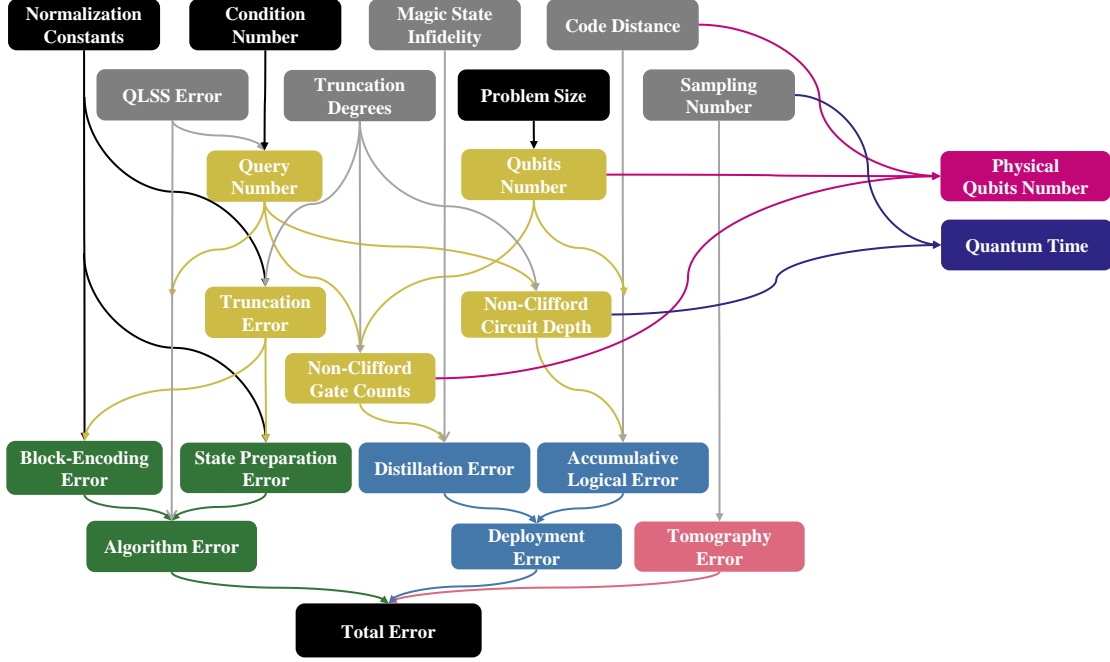 Normalization
Constants
Condition
Number
Magic State
Infidelity
Code Distance
QLSS Error
Truncation
Degrees
Problem Size
Sampling
Number
Query
Number
Qubits
Number
Physical
Qubits Number
Quantum Time
Truncation
Error
Non-Clifford
Circuit Depth
Non-Clifford
Gate Counts
Block-Encoding
Error
State Preparation
Error
Distillation Error
Accumulative
Logical Error
Algorithm Error
Deployment
Error
Tomography
Error
Total Error